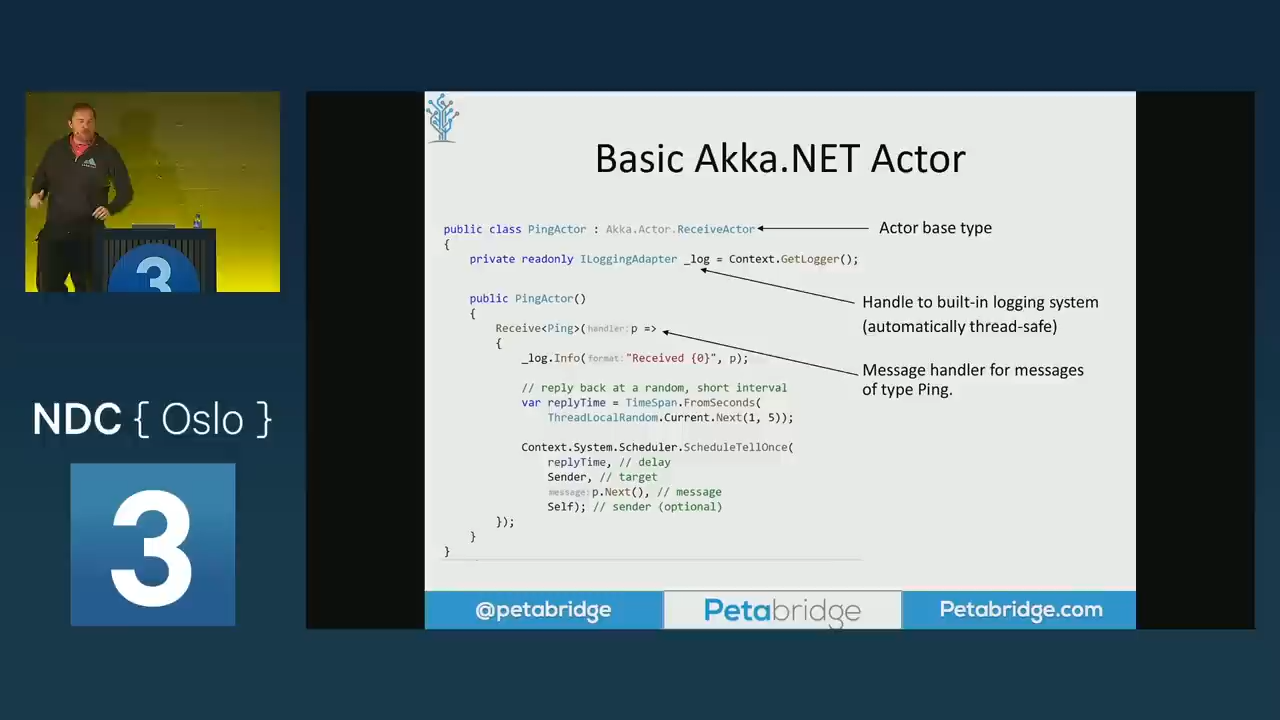 Basic Akka.NET Actor
public class PingActor : Akka.Actor.ReceiveActor
Actor base type
{
private readonly ILoggingAdapter _log = Context.GetLogger();
Handle to built-in logging system
(automatically thread-safe)
public PingActor()
{
Receive<Ping>(handler: p =>
Message handler for messages
of type Ping.
{
_log.Info(format: "Received {0}", p);
// reply back at a random, short interval
var replyTime = TimeSpan.FromSeconds(
ThreadLocalRandom.Current.Next(1, 5));
Context.System.Scheduler.ScheduleTellOnce(
replyTime, // delay
Sender, // target
message: p.Next(), // message
Self); // sender (optional)
});
}
}
@petabridge
Petabridge
Petabridge.com
3
NDC { Oslo }
3